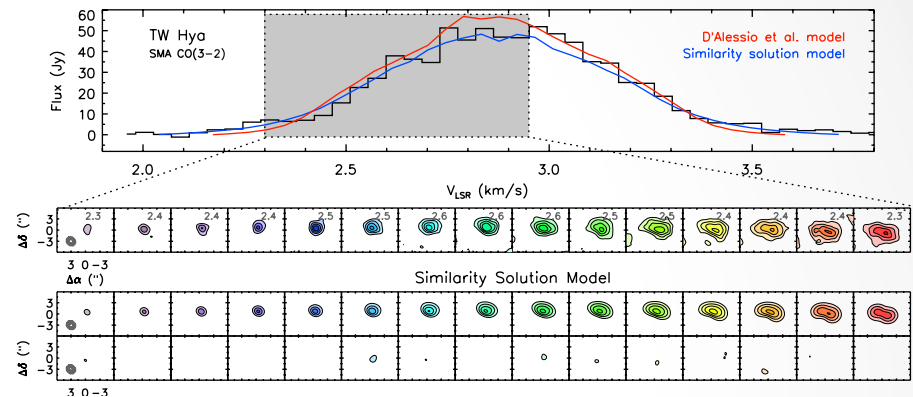 60
50
40
30
20
10
0
Flux (Jy)
TW Hya
SMA CO(3-2)
D'Alessio et al. model
Similarity solution model
2.0 2.5 3.0 3.5
V_LSR (km/s)
3
0
-3
Δδ (")
2.3 2.4 2.4 2.4 2.5 2.5 2.6 2.6 2.6 2.5 2.5 2.4 2.4 2.4 2.3
3 0 -3
Δα (")
Similarity Solution Model
3
0
-3
3
0
-3
Δδ (")
3 0 -3